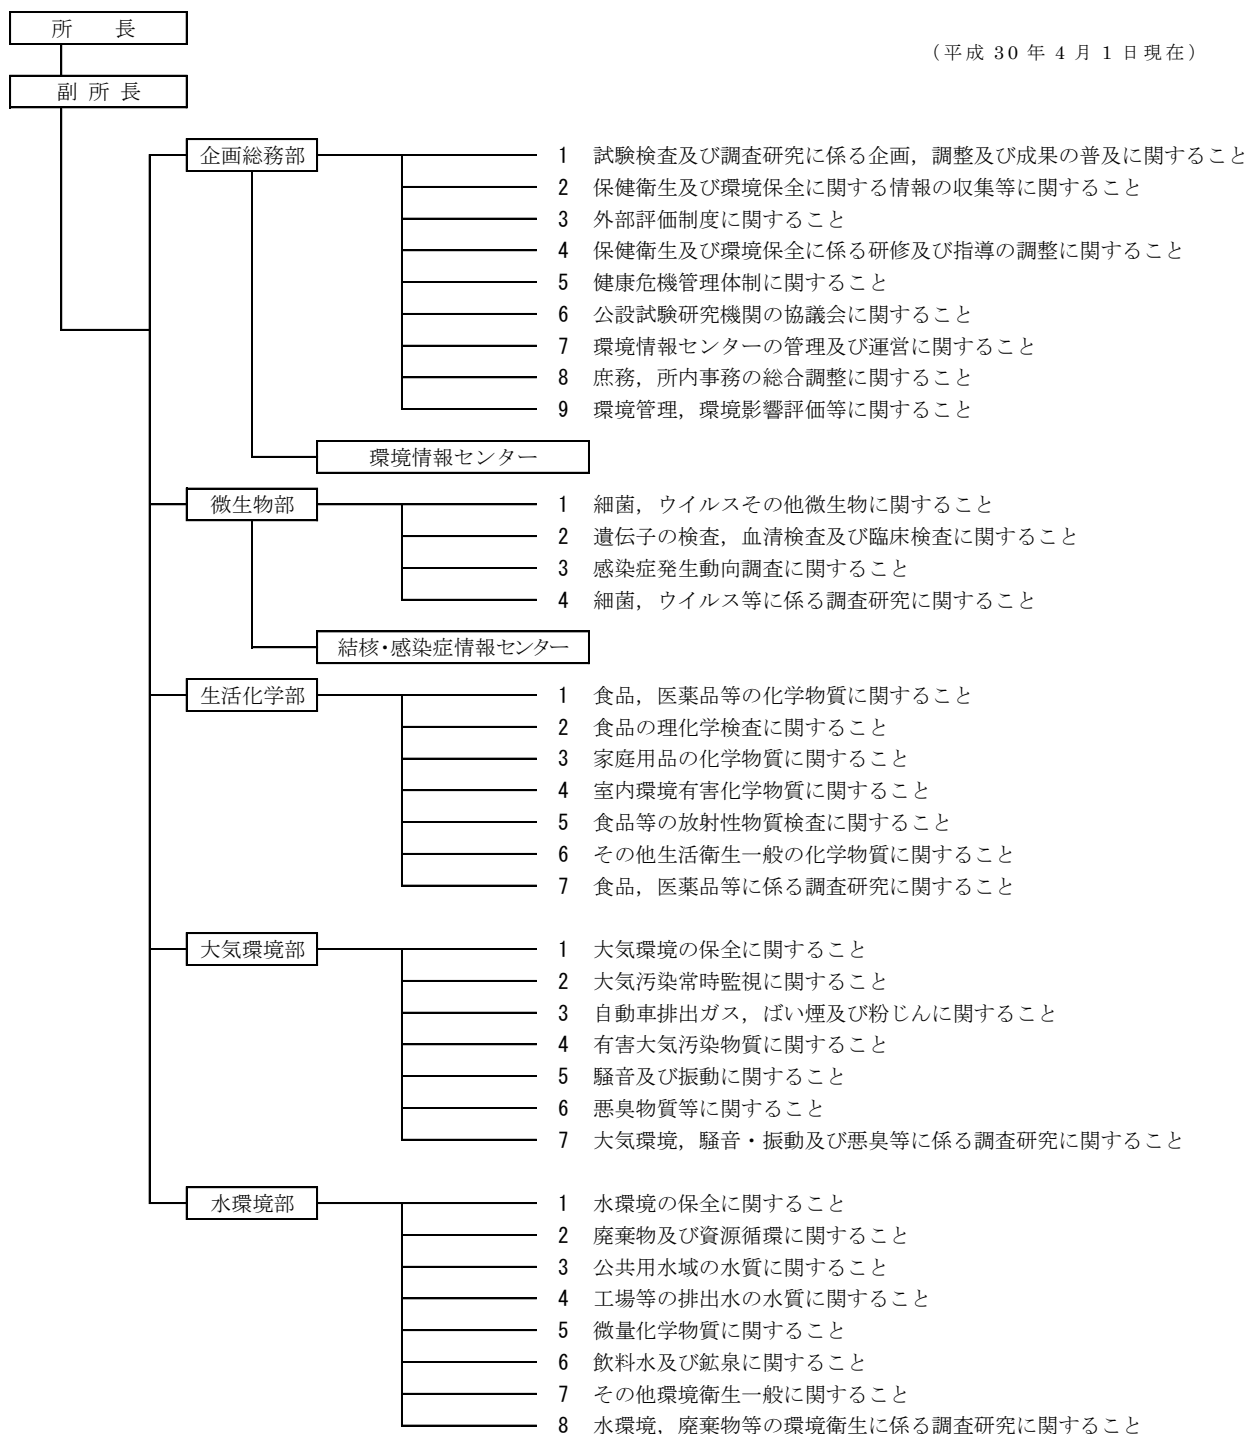 所　　長
（平成 30 年 4 月 1 日現在）
副 所 長
企画総務部
1 試験検査及び調査研究に係る企画，調整及び成果の普及に関すること
2 保健衛生及び環境保全に関する情報の収集等に関すること
3 外部評価制度に関すること
4 保健衛生及び環境保全に係る研修及び指導の調整に関すること
5 健康危機管理体制に関すること
6 公設試験研究機関の協議会に関すること
7 環境情報センターの管理及び運営に関すること
8 庶務，所内事務の総合調整に関すること
9 環境管理，環境影響評価等に関すること
環境情報センター
微生物部
1 細菌，ウイルスその他微生物に関すること
2 遺伝子の検査，血清検査及び臨床検査に関すること
3 感染症発生動向調査に関すること
4 細菌，ウイルス等に係る調査研究に関すること
結核・感染症情報センター
生活化学部
1 食品，医薬品等の化学物質に関すること
2 食品の理化学検査に関すること
3 家庭用品の化学物質に関すること
4 室内環境有害化学物質に関すること
5 食品等の放射性物質検査に関すること
6 その他生活衛生一般の化学物質に関すること
7 食品，医薬品等に係る調査研究に関すること
大気環境部
1 大気環境の保全に関すること
2 大気汚染常時監視に関すること
3 自動車排出ガス，ばい煙及び粉じんに関すること
4 有害大気汚染物質に関すること
5 騒音及び振動に関すること
6 悪臭物質等に関すること
7 大気環境，騒音・振動及び悪臭等に係る調査研究に関すること
水環境部
1 水環境の保全に関すること
2 廃棄物及び資源循環に関すること
3 公共用水域の水質に関すること
4 工場等の排出水の水質に関すること
5 微量化学物質に関すること
6 飲料水及び鉱泉に関すること
7 その他環境衛生一般に関すること
8 水環境，廃棄物等の環境衛生に係る調査研究に関すること